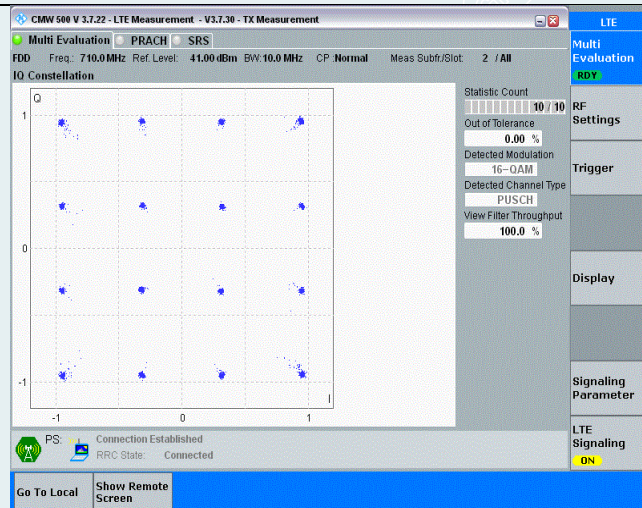 CMW 500 V 3.7.22 - LTE Measurement - V3.7.30 - TX Measurement
LTE
Multi Evaluation PRACH SRS
Multi
Evaluation
RDY
FDD Freq.: 710.0 MHz Ref. Level: 41.00 dBm BW: 10.0 MHz CP :Normal Meas Subfr./Slot: 2 / All
IQ Constellation
Statistic Count
10 / 10
Out of Tolerance
0.00 %
Detected Modulation
16-QAM
Detected Channel Type
PUSCH
View Filter Throughput
100.0 %
RF
Settings
Trigger
Display
Signaling
Parameter
LTE
Signaling
ON
Q
1
0
-1
I
-1 0 1
PS: Connection Established
RRC State: Connected
Go To Local
Show Remote
Screen